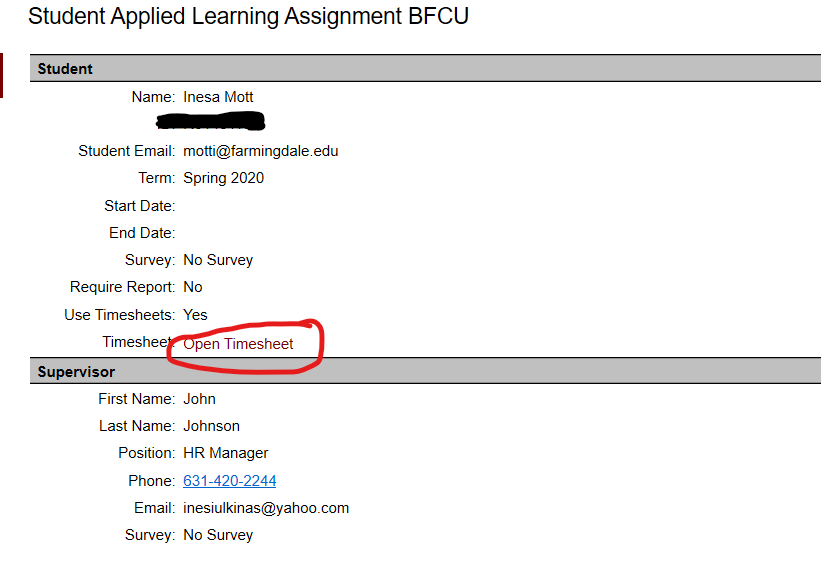 Student Applied Learning Assignment BFCU
Student
Name: Inesa Mott
Student Email: motti@farmingdale.edu
Term: Spring 2020
Start Date:
End Date:
Survey: No Survey
Require Report: No
Use Timesheets: Yes
Timesheet: Open Timesheet
Supervisor
First Name: John
Last Name: Johnson
Position: HR Manager
Phone: 631-420-2244
Email: inesiulkinas@yahoo.com
Survey: No Survey